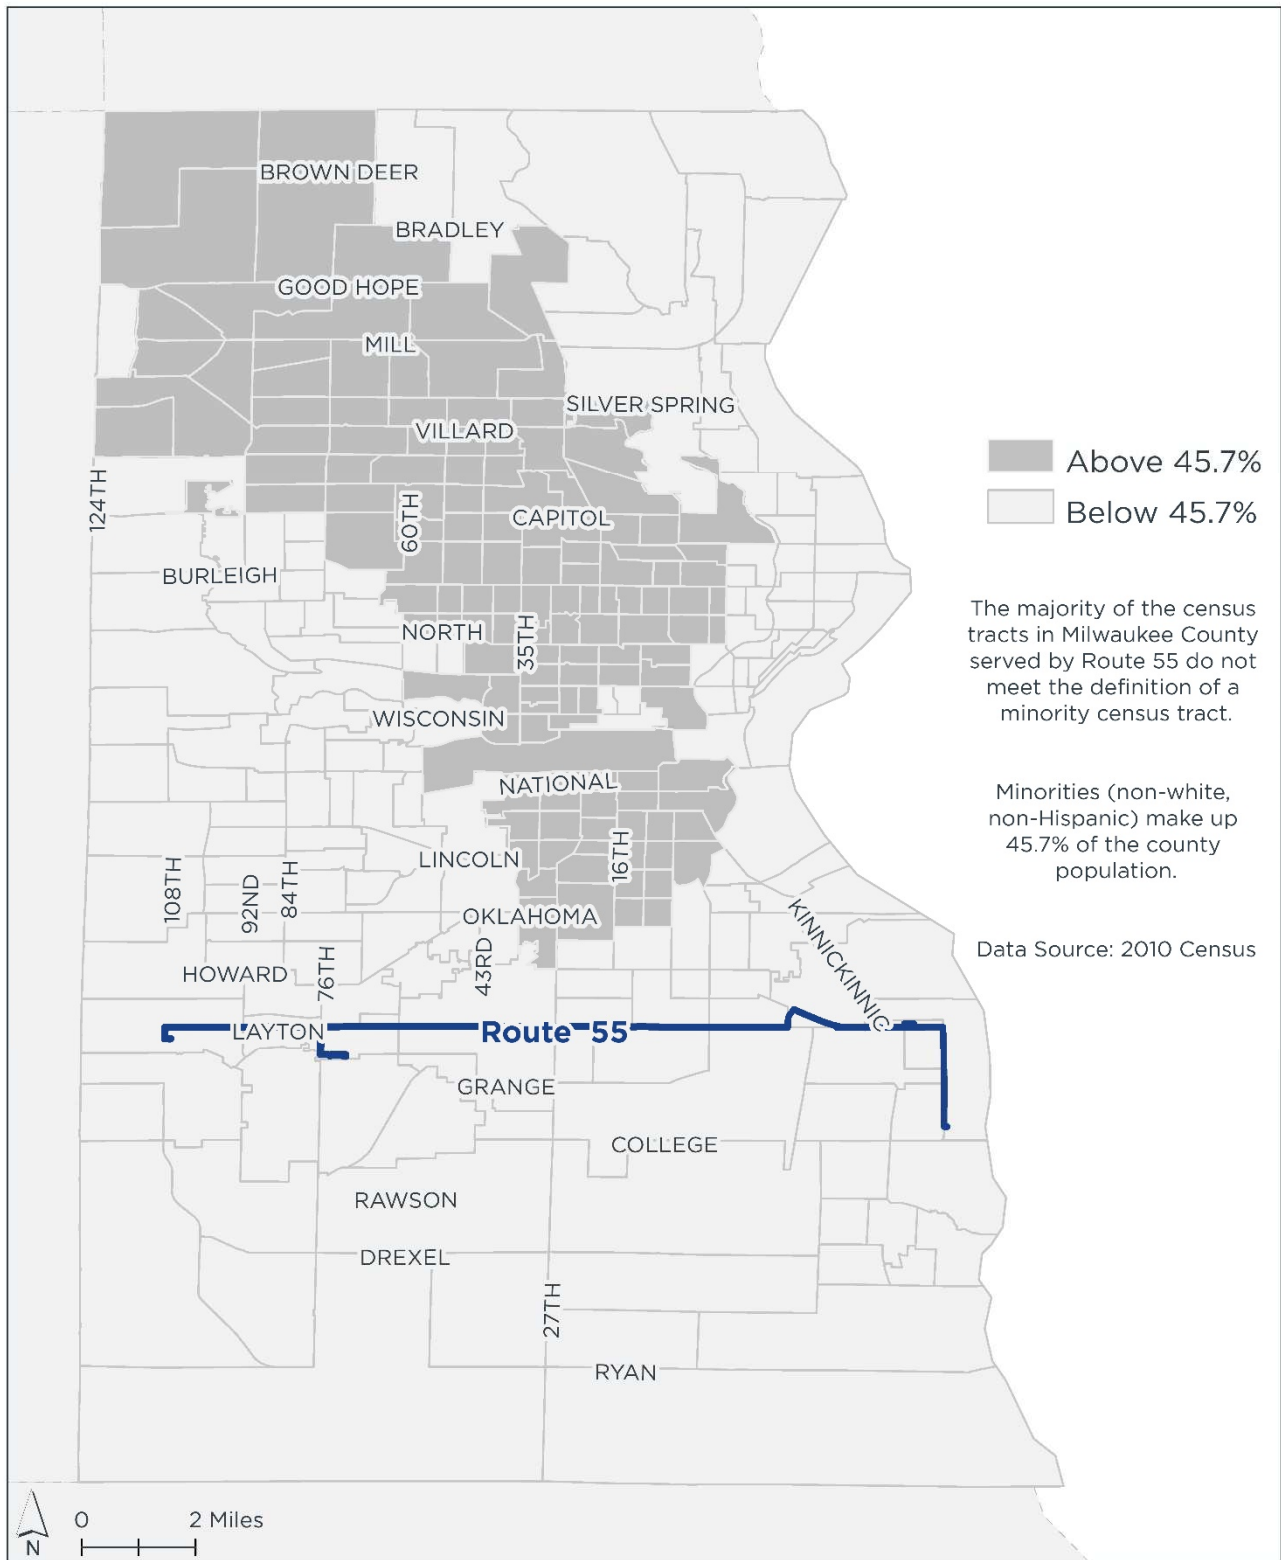 BROWN DEER
BRADLEY
GOOD HOPE
MILL
SILVER SPRING
VILLARD
124TH
60TH
CAPITOL
BURLEIGH
NORTH
35TH
WISCONSIN
NATIONAL
LINCOLN
16TH
108TH
92ND
84TH
OKLAHOMA
KINNICKINNIC
43RD
76TH
HOWARD
LAYTON
Route 55
GRANGE
COLLEGE
RAWSON
DREXEL
27TH
RYAN
Above 45.7%
Below 45.7%
The majority of the census
tracts in Milwaukee County
served by Route 55 do not
meet the definition of a
minority census tract.
Minorities (non-white,
non-Hispanic) make up
45.7% of the county
population.
Data Source: 2010 Census
0 2 Miles
N